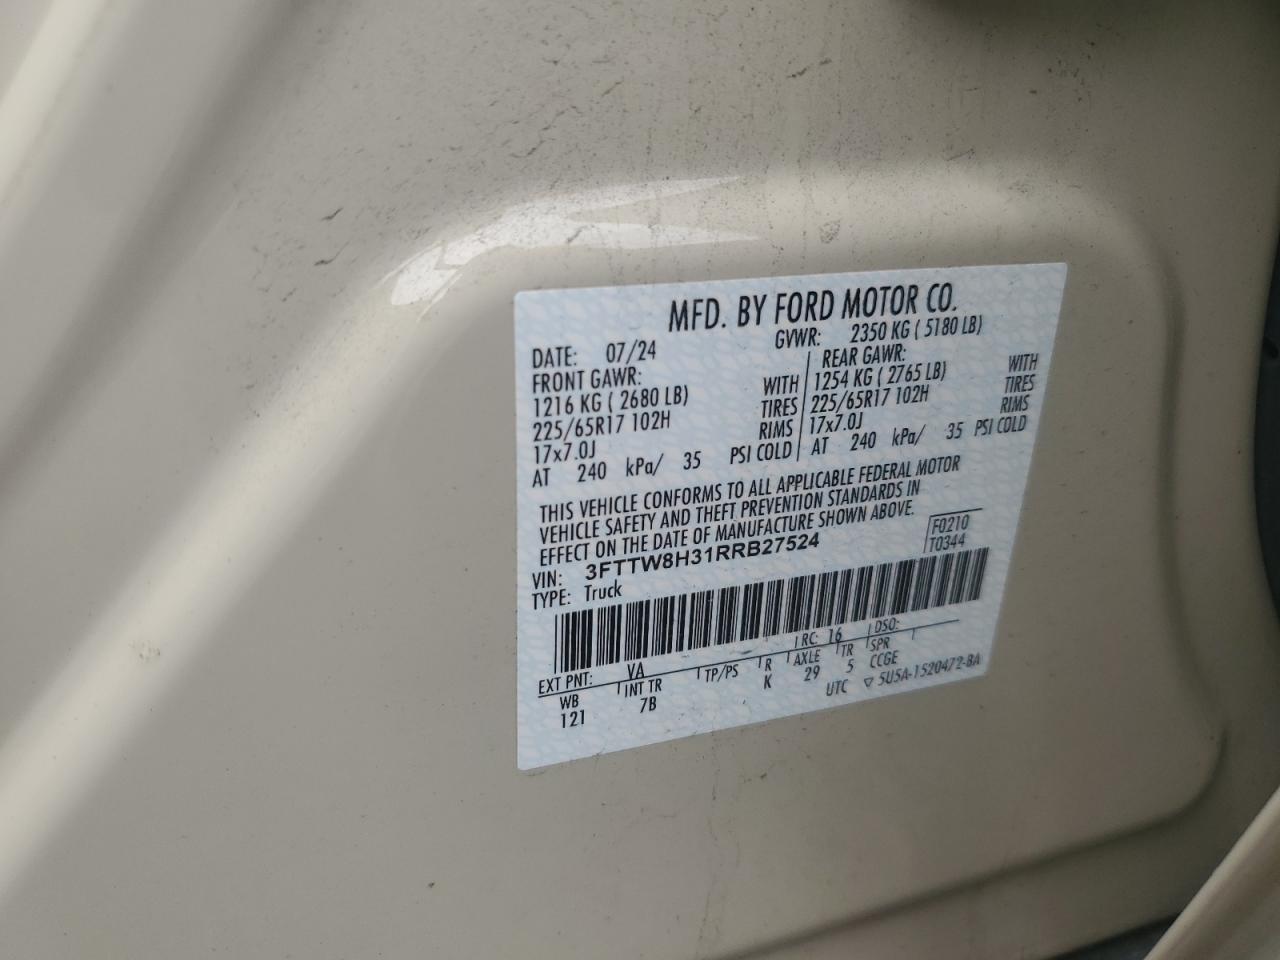 MFD. BY FORD MOTOR CO.
DATE: 07/24 GVWR: 2350 KG ( 5180 LB)
FRONT GAWR: REAR GAWR:
1216 KG ( 2680 LB) WITH 1254 KG ( 2765 LB) WITH
225/65R17 102H TIRES 225/65R17 102H TIRES
17x7.0J RIMS 17x7.0J RIMS
AT 240 kPa/ 35 PSI COLD AT 240 kPa/ 35 PSI COLD
THIS VEHICLE CONFORMS TO ALL APPLICABLE FEDERAL MOTOR
VEHICLE SAFETY AND THEFT PREVENTION STANDARDS IN
EFFECT ON THE DATE OF MANUFACTURE SHOWN ABOVE.
VIN: 3FTTW8H31RRB27524 F0210
TYPE: Truck T0344
EXT PNT: VA RC: 16 DSO:
WB INT TR TP/PS R AXLE TR SPR
121 7B K 29 5 CCGE
UTC ▽ 5U5A-1520472-BA